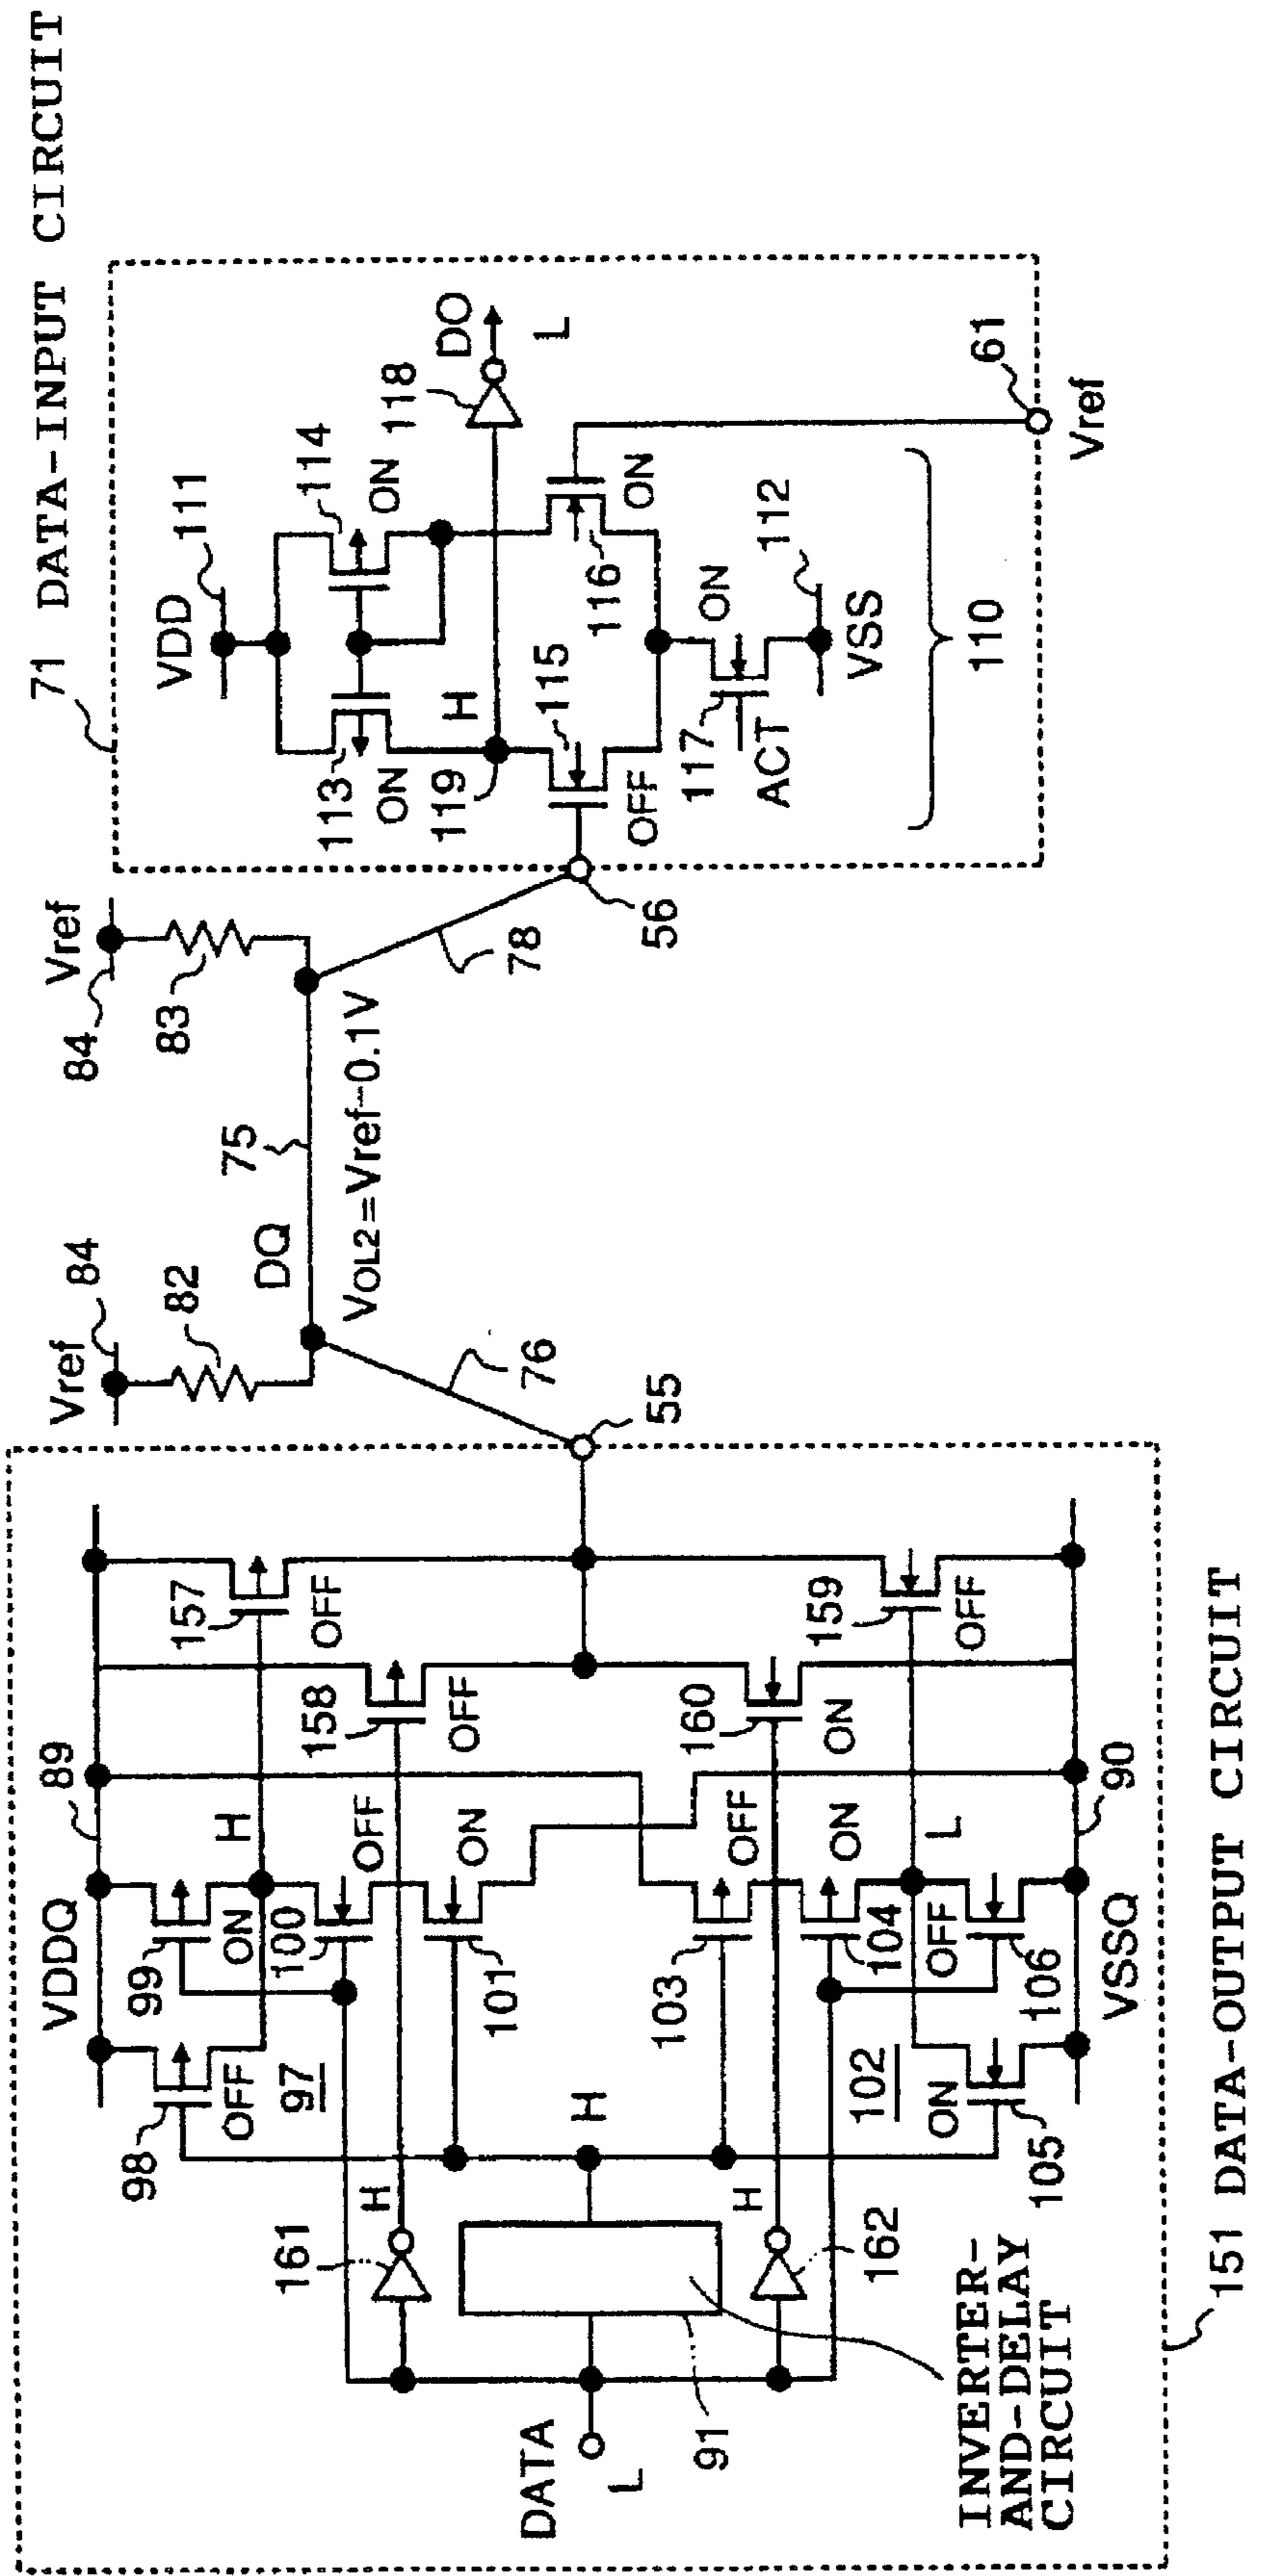 71 DATA-INPUT CIRCUIT
VDD
111
114
ON
113
ON
119
H
118
DO
L
115
OFF
116
ON
117
ON
ACT
112
VSS
110
61
Vref
Vref
84
83
78
56
75
DQ
VOL2=Vref-0.1V
Vref
84
82
76
55
VDDQ
89
98
OFF
99
ON
H
97
100
OFF
101
ON
157
OFF
158
OFF
161
H
H
DATA
L
91
INVERTER-
AND-DELAY
CIRCUIT
162
H
103
OFF
104
ON
102
105
ON
106
OFF
L
160
ON
159
OFF
90
VSSQ
151 DATA-OUTPUT CIRCUIT